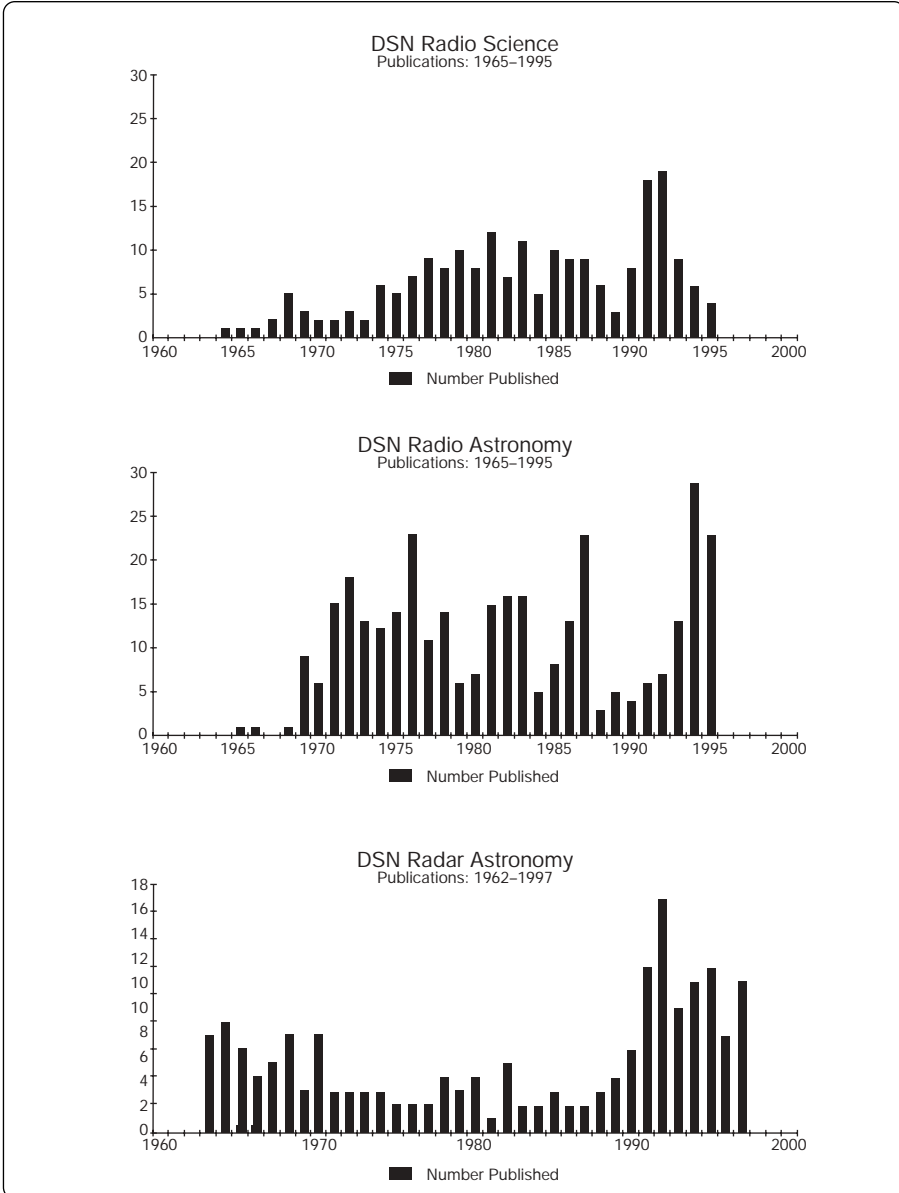 DSN Radio Science
Publications: 1965–1995
30
25
20
15
10
5
0
1960 1965 1970 1975 1980 1985 1990 1995 2000
Number Published
DSN Radio Astronomy
Publications: 1965–1995
30
25
20
15
10
5
0
1960 1965 1970 1975 1980 1985 1990 1995 2000
Number Published
DSN Radar Astronomy
Publications: 1962–1997
18
16
14
12
10
10
8
6
4
2
0
1960 1970 1980 1990 2000
Number Published